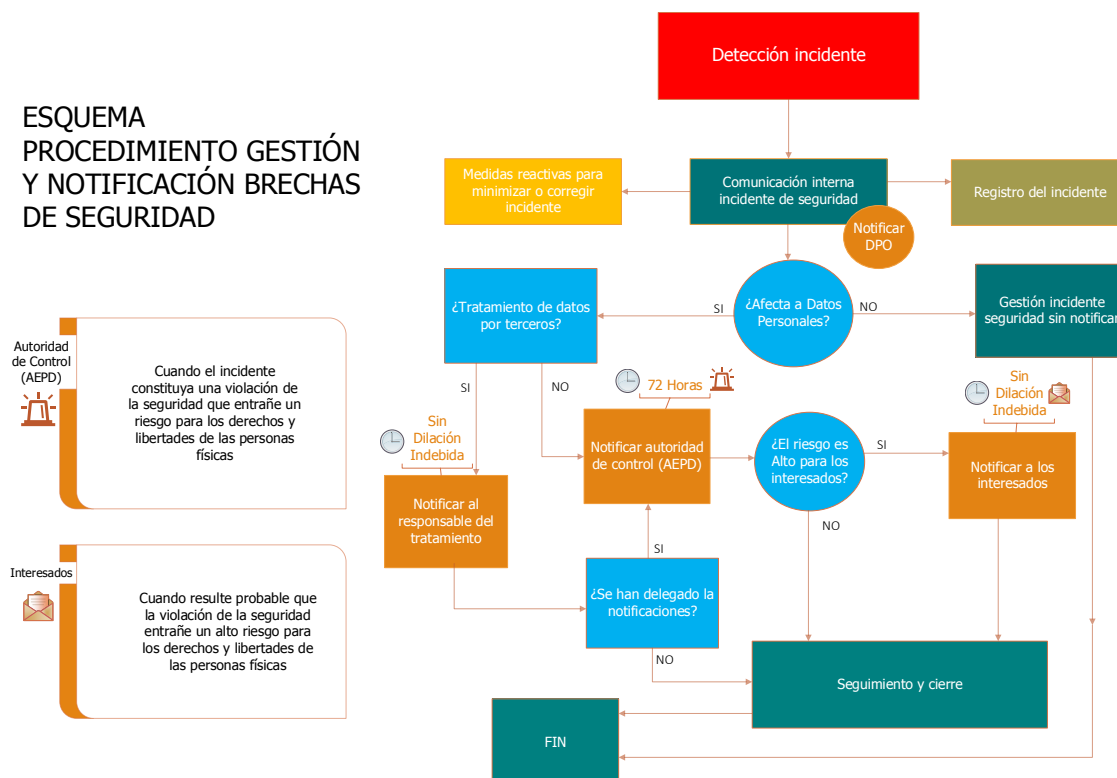 ESQUEMA
PROCEDIMIENTO GESTIÓN
Y NOTIFICACIÓN BRECHAS
DE SEGURIDAD
Detección incidente
Medidas reactivas para
minimizar o corregir
incidente
Comunicación interna
incidente de seguridad
Notificar
DPO
Registro del incidente
¿Tratamiento de datos
por terceros?
SI
¿Afecta a Datos
Personales?
NO
Gestión incidente
seguridad sin notificar
Autoridad
de Control
(AEPD)
Cuando el incidente
constituya una violación de
la seguridad que entrañe un
riesgo para los derechos y
libertades de las personas
físicas
SI
NO
72 Horas
Sin
Dilación
Indebida
Sin
Dilación
Indebida
Notificar autoridad
de control (AEPD)
¿El riesgo es
Alto para los
interesados?
SI
Notificar a los
interesados
Notificar al
responsable del
tratamiento
NO
SI
Interesados
Cuando resulte probable que
la violación de la seguridad
entrañe un alto riesgo para
los derechos y libertades de
las personas físicas
¿Se han delegado la
notificaciones?
NO
Seguimiento y cierre
FIN